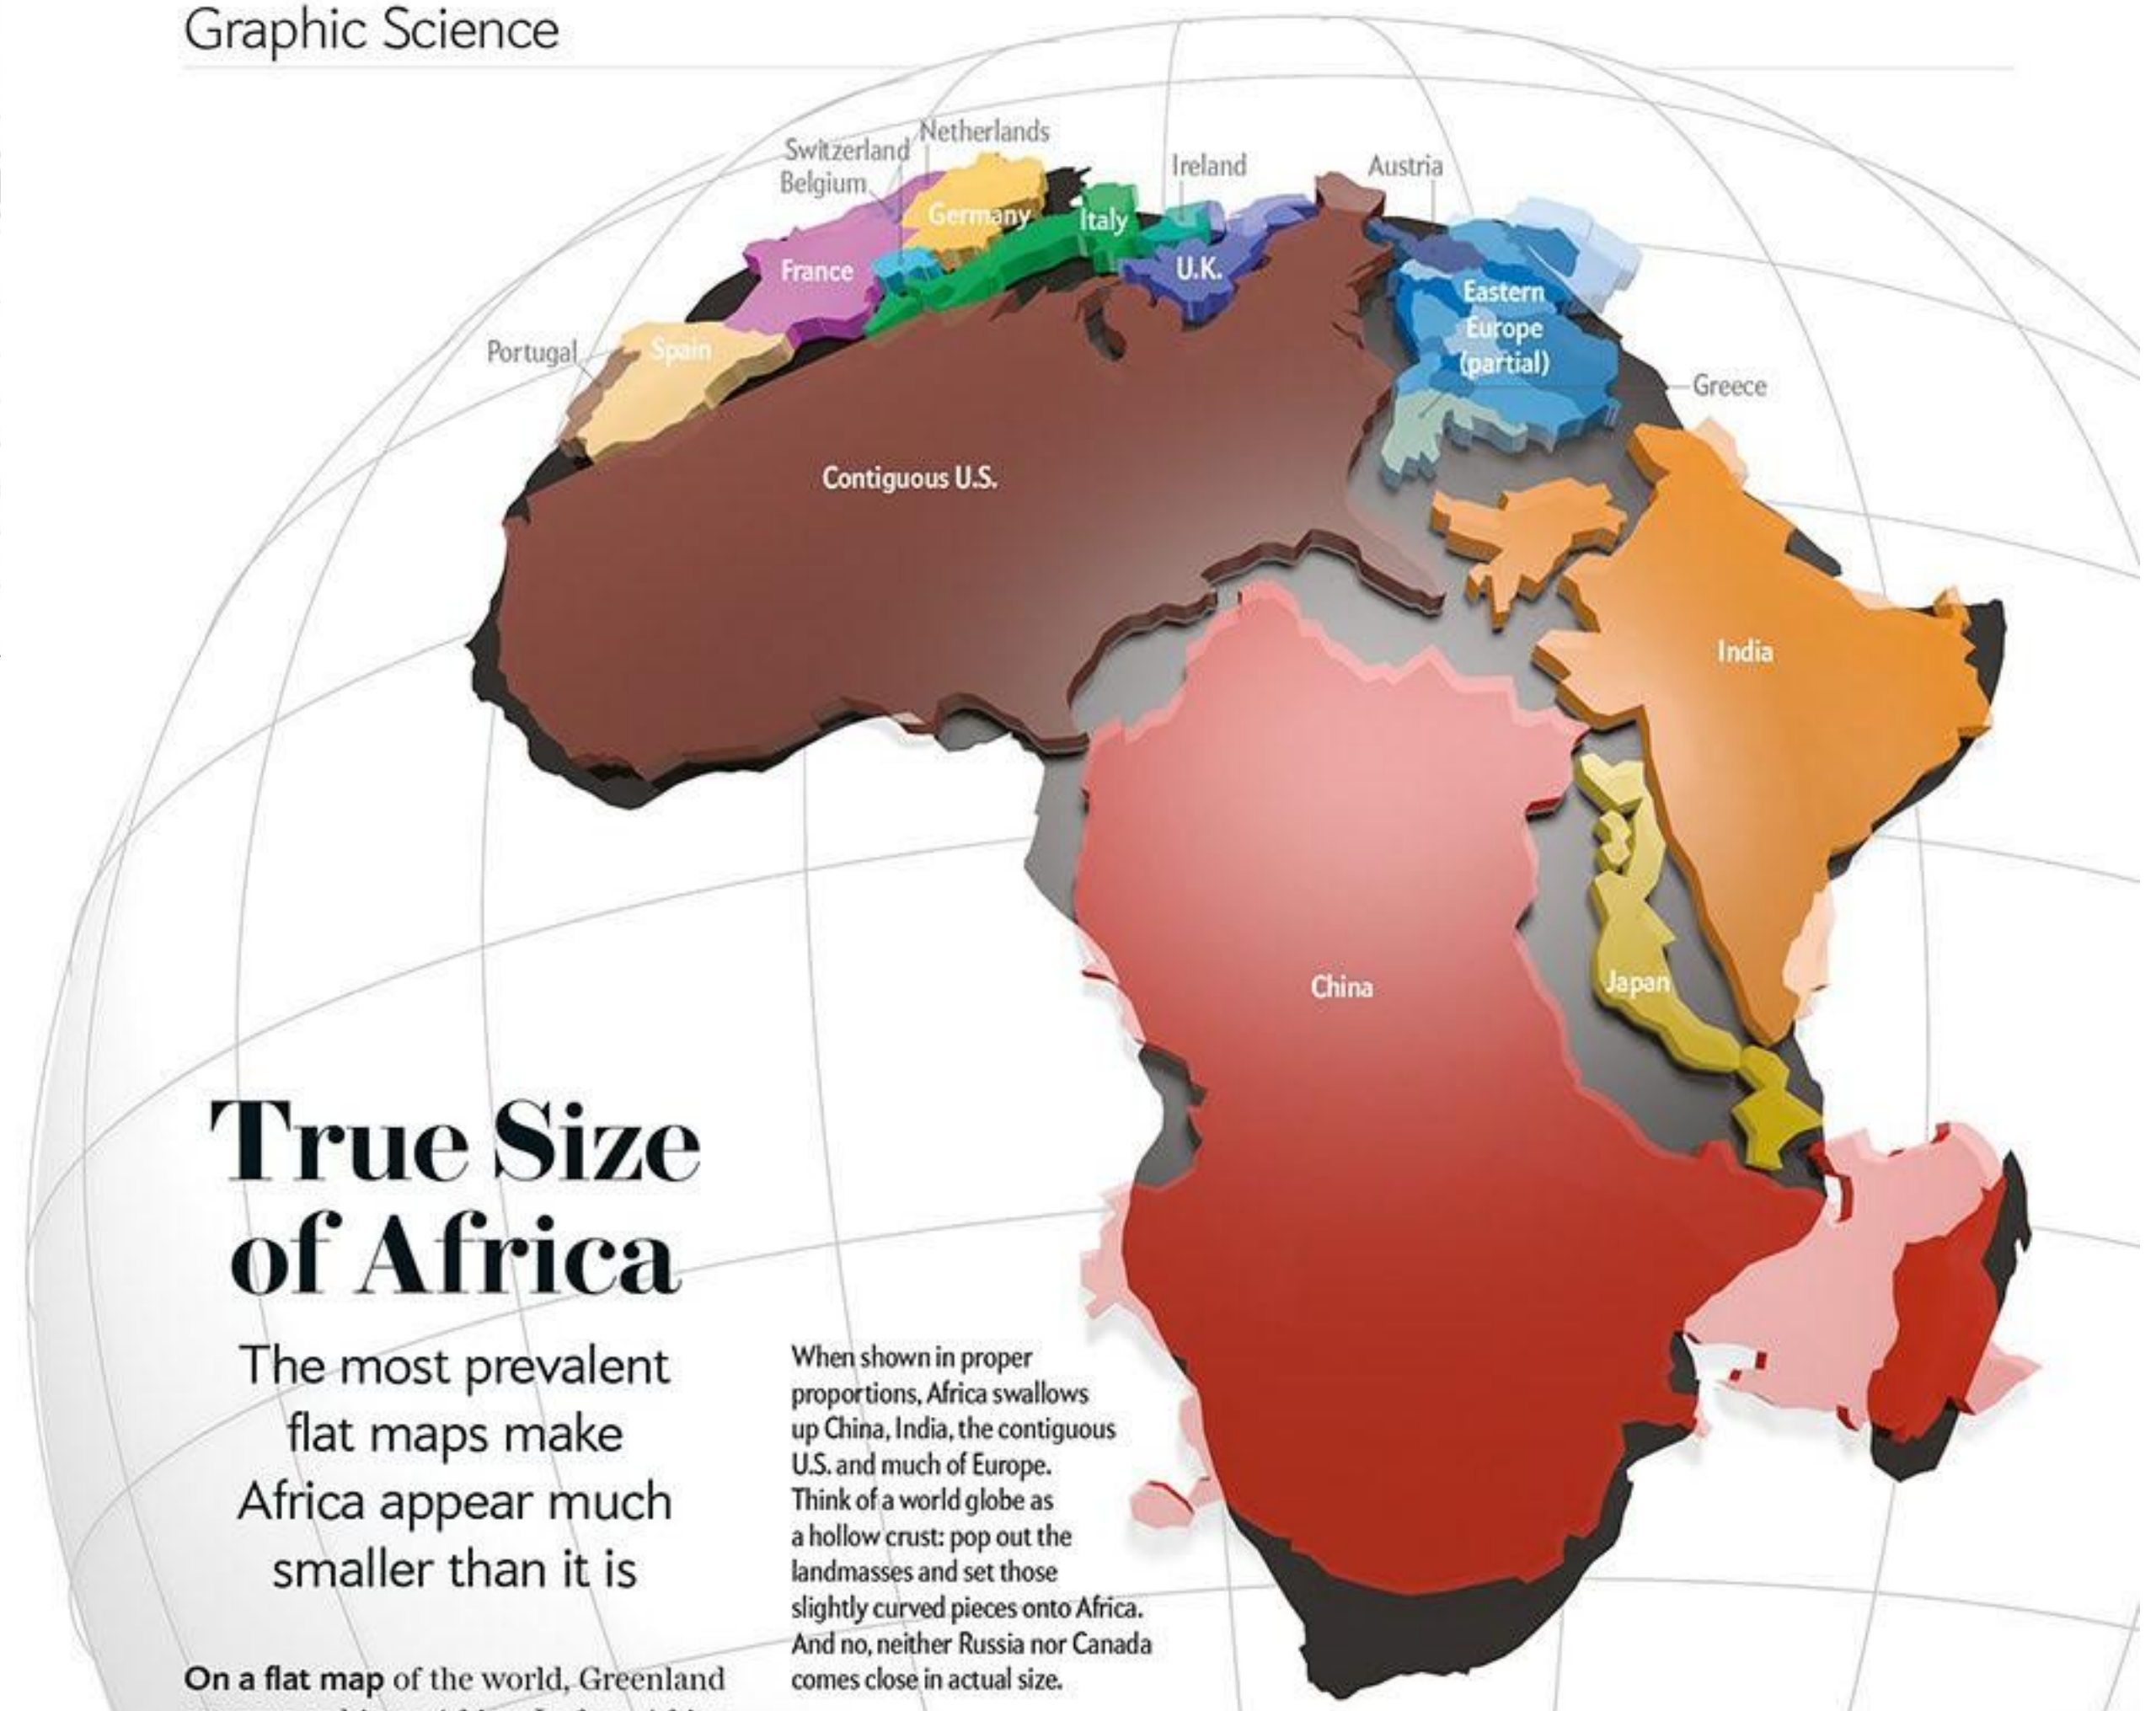 Graphic Science
Netherlands
Switzerland
Belgium
Ireland
Austria
Germany
Italy
France
U.K.
Eastern
Europe
(partial)
Portugal
Spain
Greece
Contiguous U.S.
India
China
Japan
True Size
of Africa
The most prevalent
flat maps make
Africa appear much
smaller than it is
When shown in proper
proportions, Africa swallows
up China, India, the contiguous
U.S. and much of Europe.
Think of a world globe as
a hollow crust: pop out the
landmasses and set those
slightly curved pieces onto Africa.
And no, neither Russia nor Canada
comes close in actual size.
On a flat map of the world, Greenland